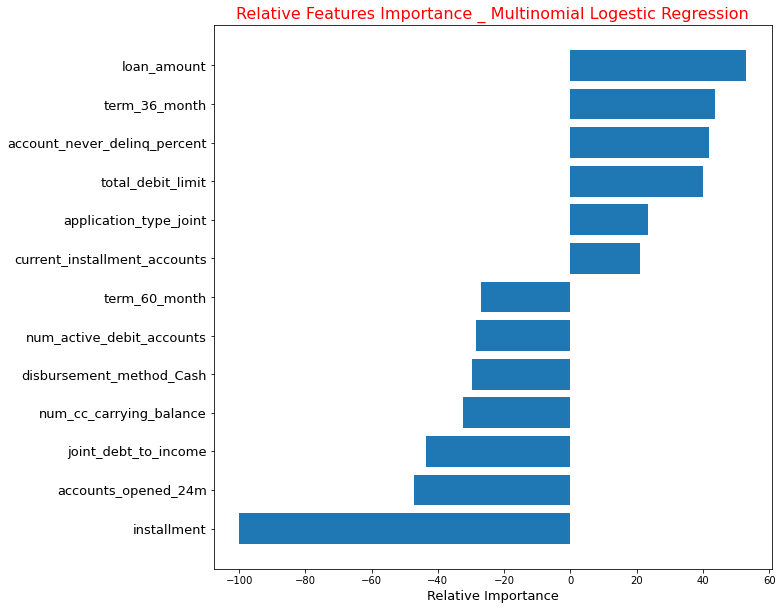 Relative Features Importance _ Multinomial Logestic Regression
loan_amount
term_36_month
account_never_delinq_percent
total_debit_limit
application_type_joint
current_installment_accounts
term_60_month
num_active_debit_accounts
disbursement_method_Cash
num_cc_carrying_balance
joint_debt_to_income
accounts_opened_24m
installment
−100 −80 −60 −40 −20 0 20 40 60
Relative Importance